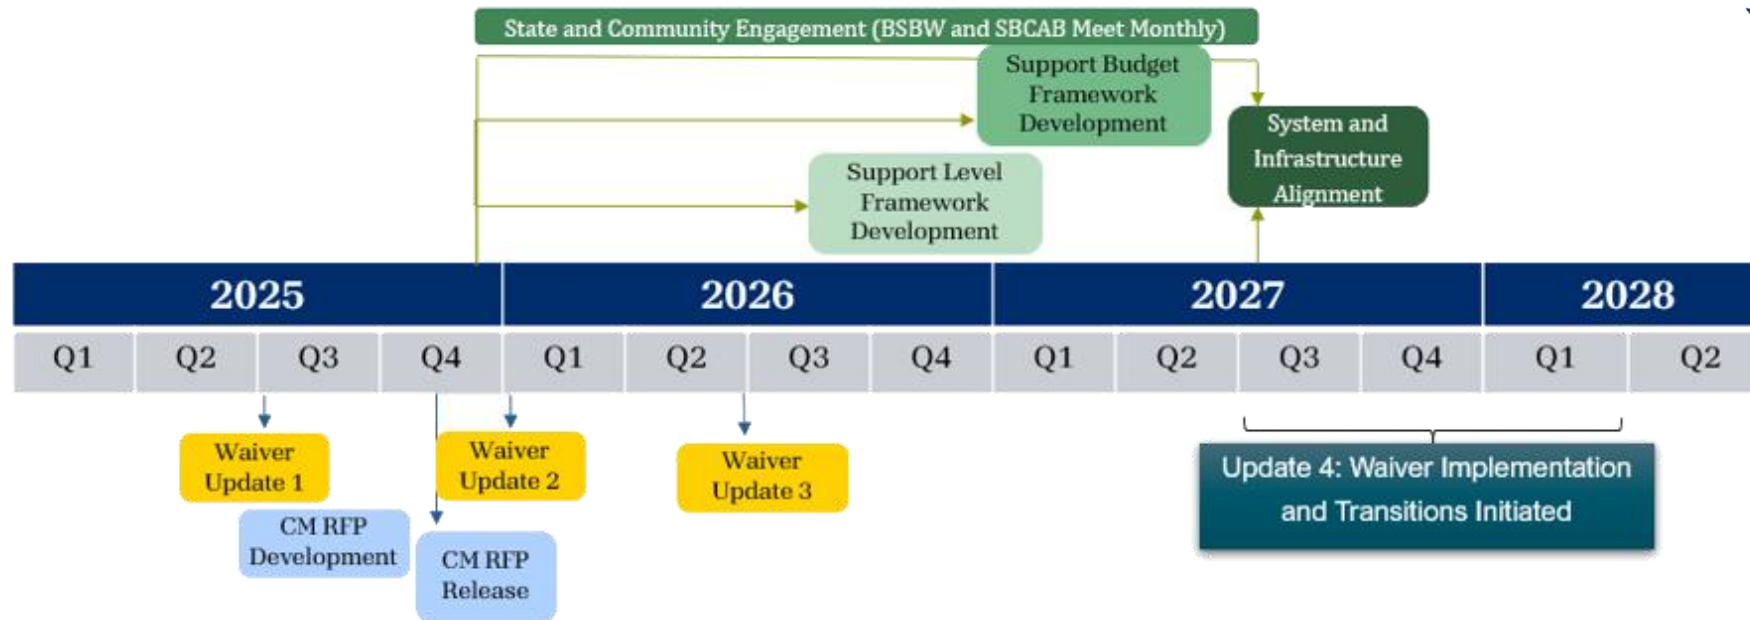 State and Community Engagement (BSBW and SBCAB Meet Monthly)
Support Budget
Framework
Development
System and
Infrastructure
Alignment
Support Level
Framework
Development
2025
2026
2027
2028
Q1
Q2
Q3
Q4
Q1
Q2
Q3
Q4
Q1
Q2
Q3
Q4
Q1
Q2
Waiver
Update 1
Waiver
Update 2
Waiver
Update 3
Update 4: Waiver Implementation
and Transitions Initiated
CM RFP
Development
CM RFP
Release